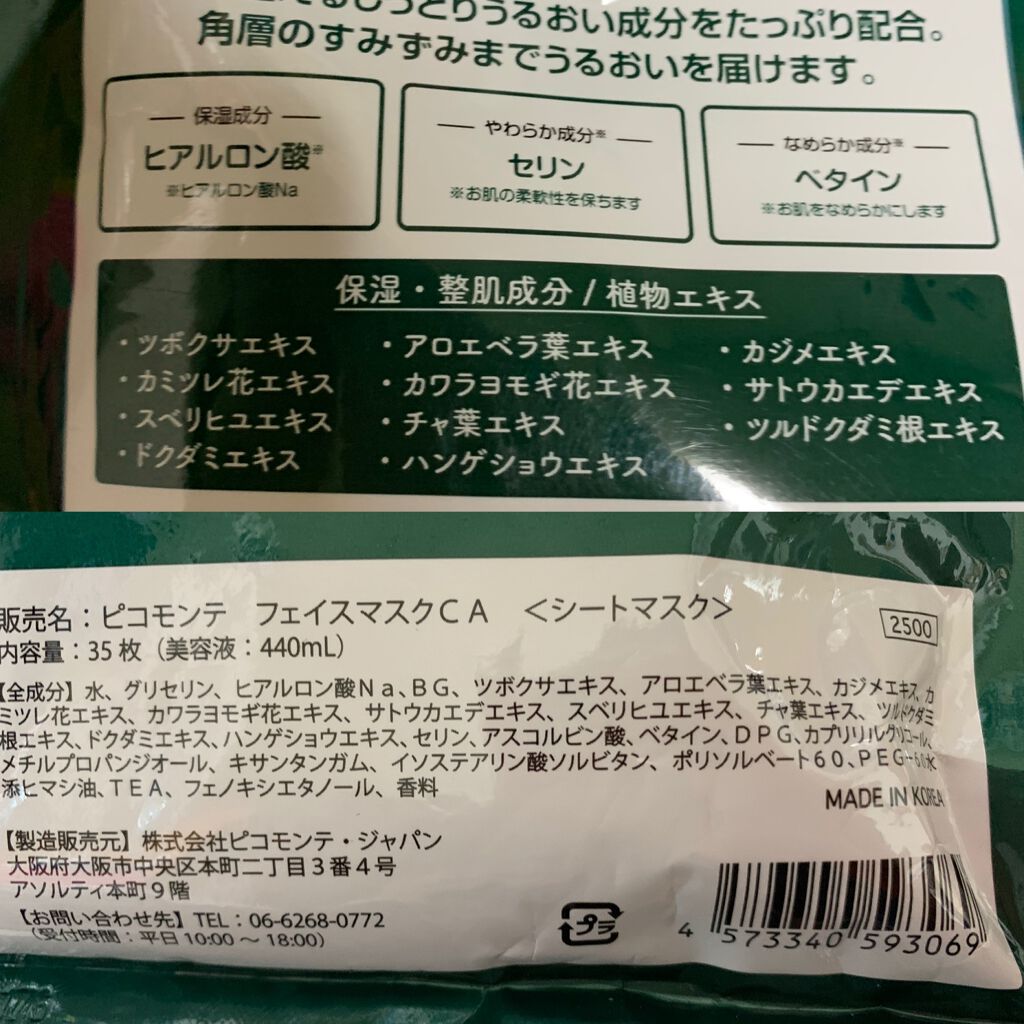 うるおい成分をたっぷり配合。
角層のすみずみまでうるおいを届けます。
保湿成分
ヒアルロン酸※
※ヒアルロン酸Na
やわらか成分※
セリン
※お肌の柔軟性を保ちます
なめらか成分※
ベタイン
※お肌をなめらかにします
保湿・整肌成分/植物エキス
・ツボクサエキス
・カミツレ花エキス
・スベリヒユエキス
・ドクダミエキス
・アロエベラ葉エキス
・カワラヨモギ花エキス
・チャ葉エキス
・ハンゲショウエキス
・カジメエキス
・サトウカエデエキス
・ツルドクダミ根エキス
販売名：ピコモンテ フェイスマスクＣＡ ＜シートマスク＞
2500
内容量：35枚（美容液：440mL）
【全成分】水、グリセリン、ヒアルロン酸Ｎａ、ＢＧ、ツボクサエキス、アロエベラ葉エキス、カジメエキス、カ
ミツレ花エキス、カワラヨモギ花エキス、サトウカエデエキス、スベリヒユエキス、チャ葉エキス、ツルドクダミ
根エキス、ドクダミエキス、ハンゲショウエキス、セリン、アスコルビン酸、ベタイン、ＤＰＧ、カプリリルグリコール、
メチルプロパンジオール、キサンタンガム、イソステアリン酸ソルビタン、ポリソルベート６０、ＰＥＧ－６０水
添ヒマシ油、ＴＥＡ、フェノキシエタノール、香料
MADE IN KOREA
【製造販売元】株式会社ピコモンテ・ジャパン
大阪府大阪市中央区本町二丁目３番４号
アソルティ本町９階
【お問い合わせ先】TEL：06-6268-0772
（受付時間：平日10:00～18:00）
プラ
4 573340 593069